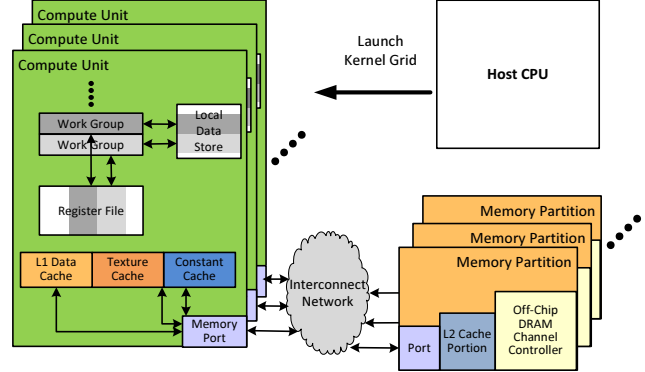 Compute Unit
Compute Unit
Compute Unit
Work Group
Work Group
Local
Data
Store
Register File
L1 Data
Cache
Texture
Cache
Constant
Cache
Memory
Port
Launch
Kernel Grid
Host CPU
Interconnect
Network
Memory Partition
Memory Partition
Memory Partition
Port
L2 Cache
Portion
Off-Chip
DRAM
Channel
Controller